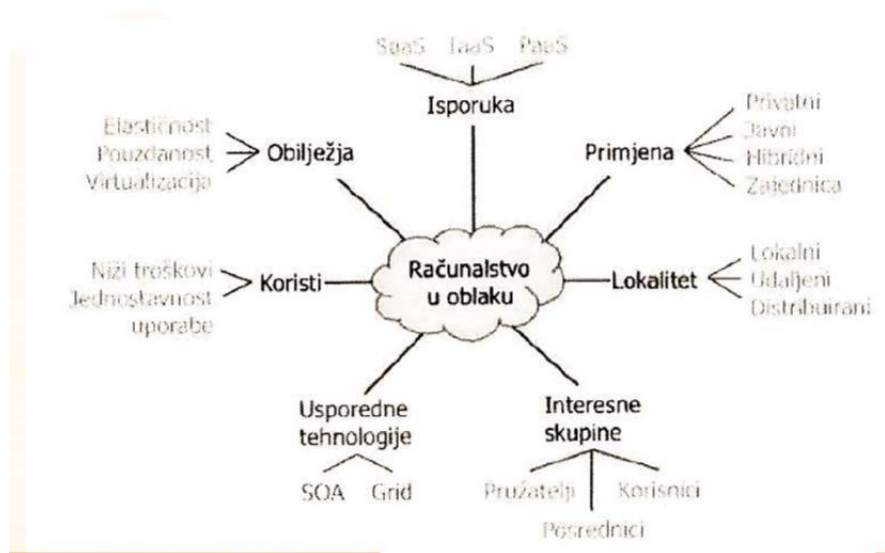 SaaS IaaS PaaS
Isporuka
Elastičnost
Pouzdanost
Virtualizacija
Obilježja
Primjena
Privatni
Javni
Hibridni
Zajednica
Niži troškovi
Jednostavnost
uporabe
Koristi
Računalstvo
u oblaku
Lokalitet
Lokalni
Udaljeni
Distribuirani
Usporedne
tehnologije
SOA Grid
Interesne
skupine
Pružatelji Korisnici
Posrednici